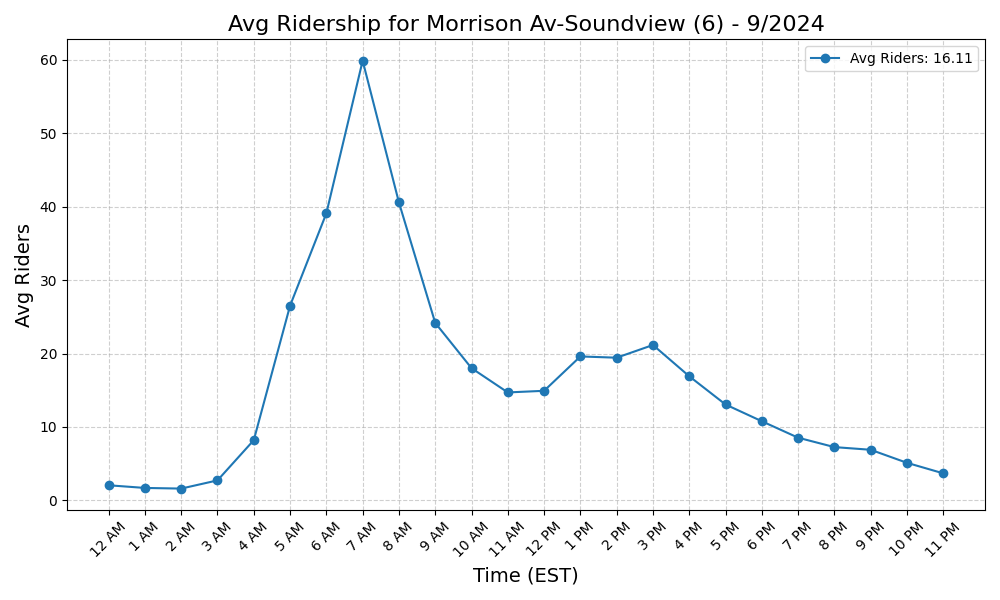 Avg Ridership for Morrison Av-Soundview (6) - 9/2024
Avg Riders: 16.11
Avg Riders
60
50
40
30
20
10
0
12 AM
1 AM
2 AM
3 AM
4 AM
5 AM
6 AM
7 AM
8 AM
9 AM
10 AM
11 AM
12 PM
1 PM
2 PM
3 PM
4 PM
5 PM
6 PM
7 PM
8 PM
9 PM
10 PM
11 PM
Time (EST)